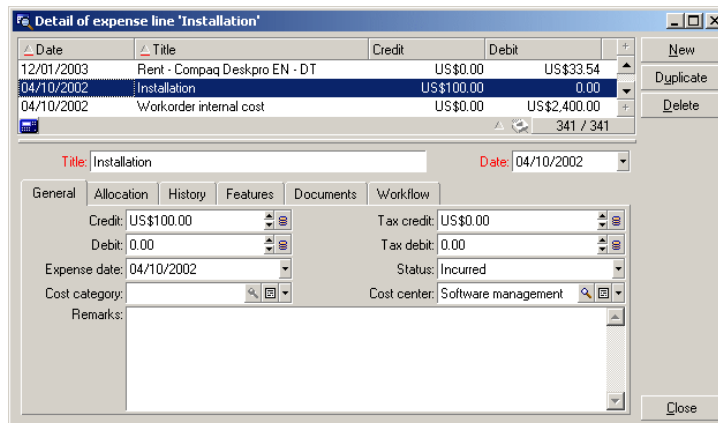 Detail of expense line 'Installation'
Date Title Credit Debit
12/01/2003 Rent - Compaq Deskpro EN - DT US$0.00 US$33.54
04/10/2002 Installation US$100.00 0.00
04/10/2002 Workorder internal cost US$0.00 US$2,400.00
341 / 341
New
Duplicate
Delete
Title: Installation Date: 04/10/2002
General Allocation History Features Documents Workflow
Credit: US$100.00 Tax credit: US$0.00
Debit: 0.00 Tax debit: 0.00
Expense date: 04/10/2002 Status: Incurred
Cost category: Cost center: Software management
Remarks:
Close